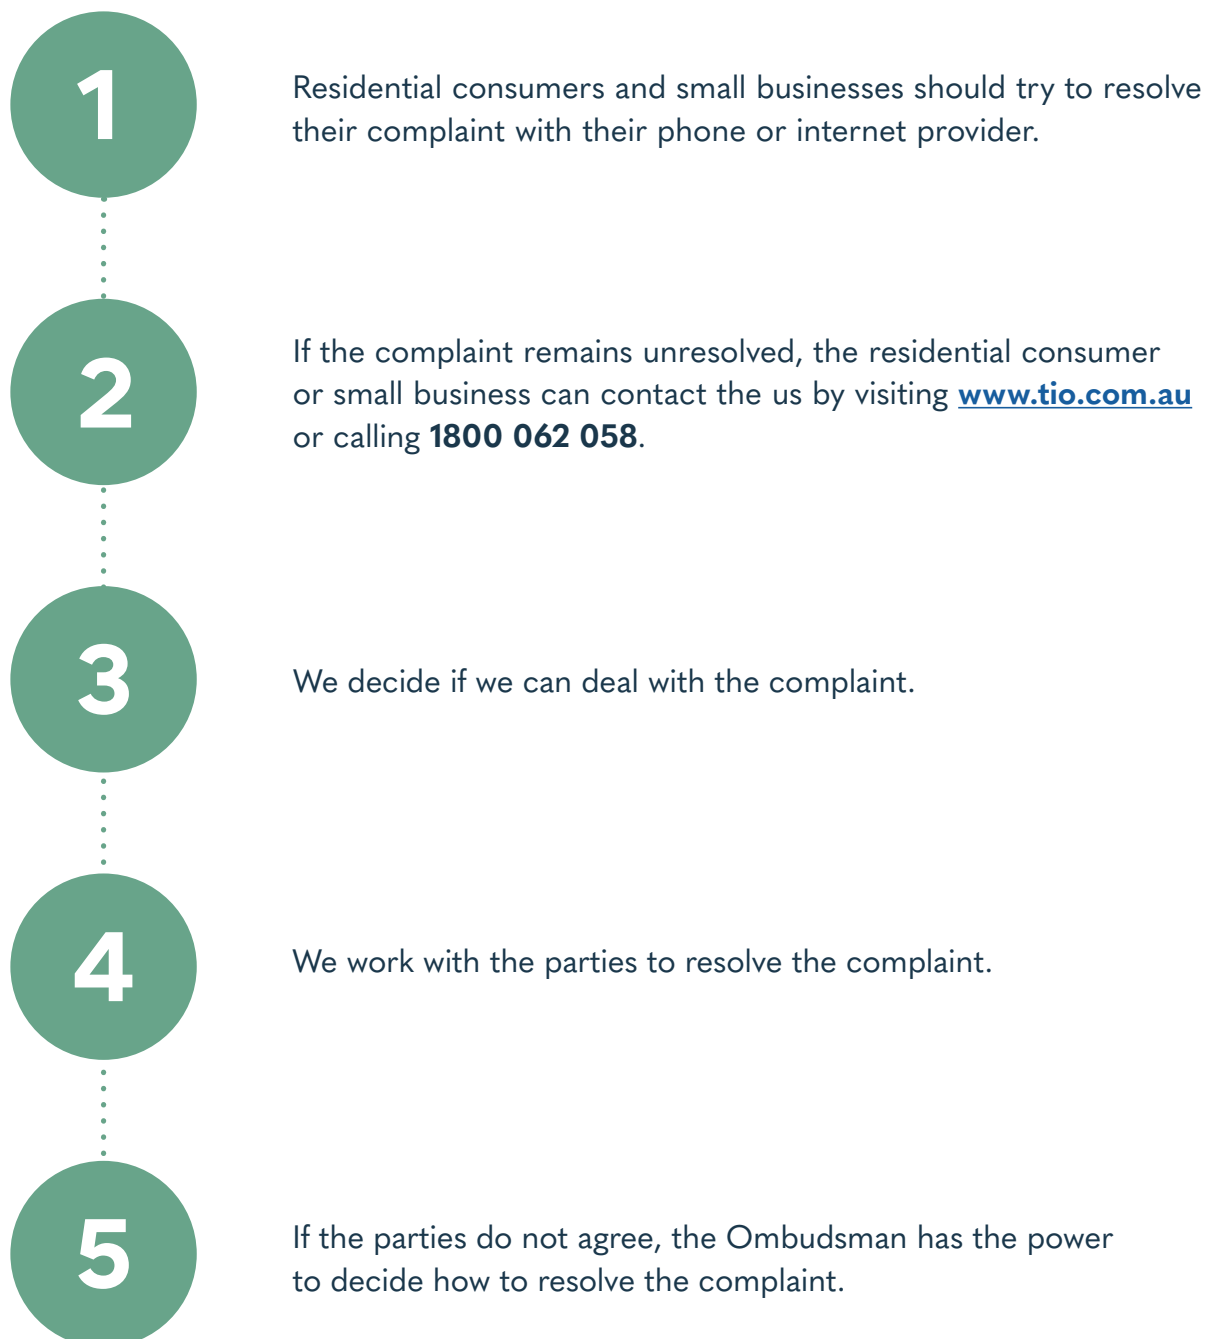 1
Residential consumers and small businesses should try to resolve
their complaint with their phone or internet provider.
2
If the complaint remains unresolved, the residential consumer
or small business can contact the us by visiting www.tio.com.au
or calling 1800 062 058.
3
We decide if we can deal with the complaint.
4
We work with the parties to resolve the complaint.
5
If the parties do not agree, the Ombudsman has the power
to decide how to resolve the complaint.